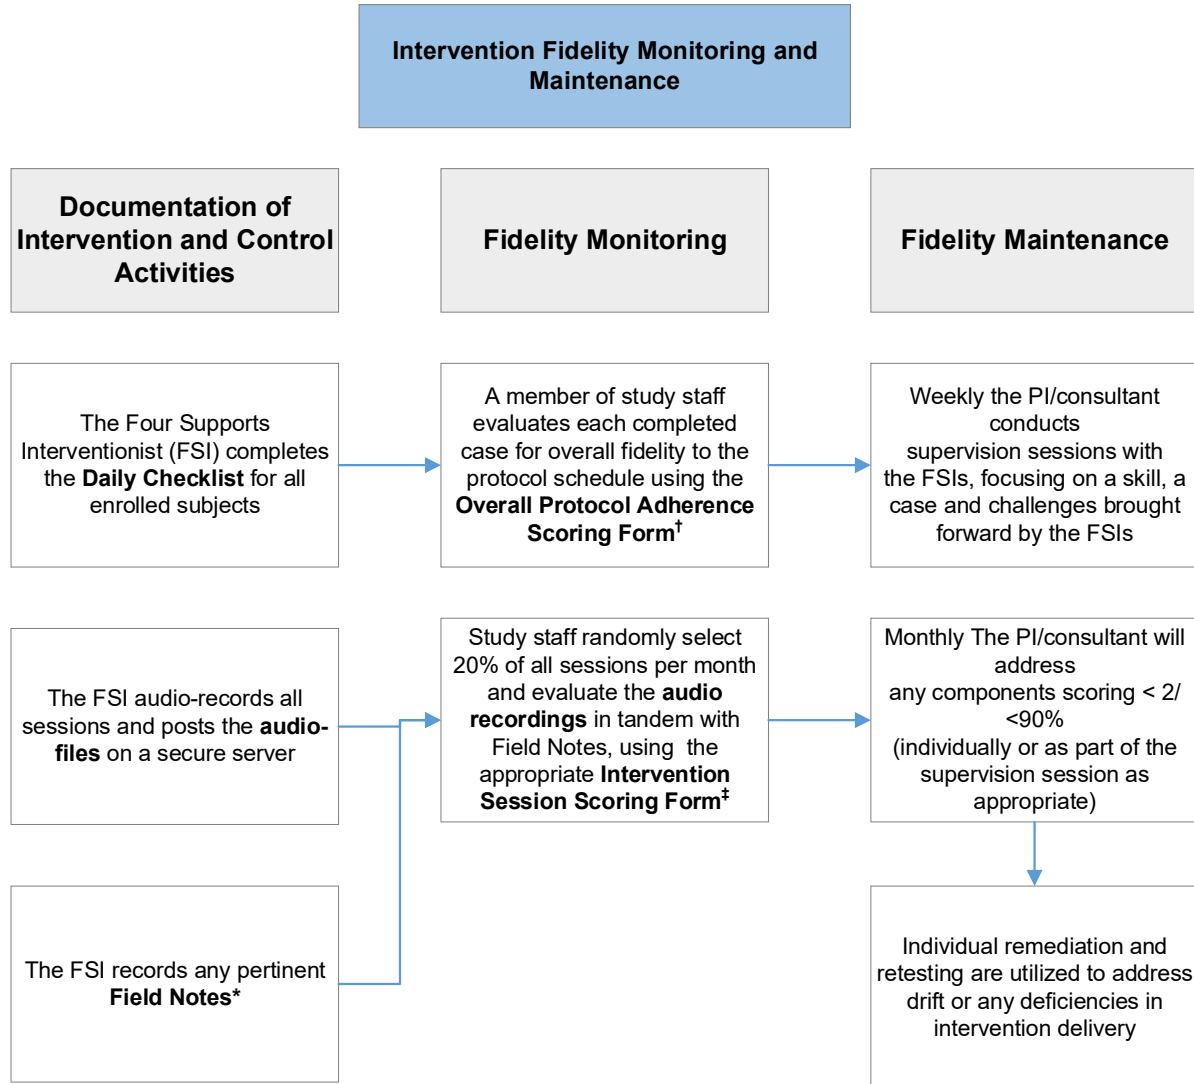 Intervention Fidelity Monitoring and
Maintenance
Documentation of
Intervention and Control
Activities
Fidelity Monitoring
Fidelity Maintenance
The Four Supports
Interventionist (FSI) completes
the Daily Checklist for all
enrolled subjects
A member of study staff
evaluates each completed
case for overall fidelity to the
protocol schedule using the
Overall Protocol Adherence
Scoring Form†
Weekly the PI/consultant
conducts
supervision sessions with
the FSIs, focusing on a skill, a
case and challenges brought
forward by the FSIs
The FSI audio-records all
sessions and posts the audio-
files on a secure server
Study staff randomly select
20% of all sessions per month
and evaluate the audio
recordings in tandem with
Field Notes, using the
appropriate Intervention
Session Scoring Form‡
Monthly The PI/consultant will
address
any components scoring < 2/
<90%
(individually or as part of the
supervision session as
appropriate)
The FSI records any pertinent
Field Notes*
Individual remediation and
retesting are utilized to address
drift or any deficiencies in
intervention delivery